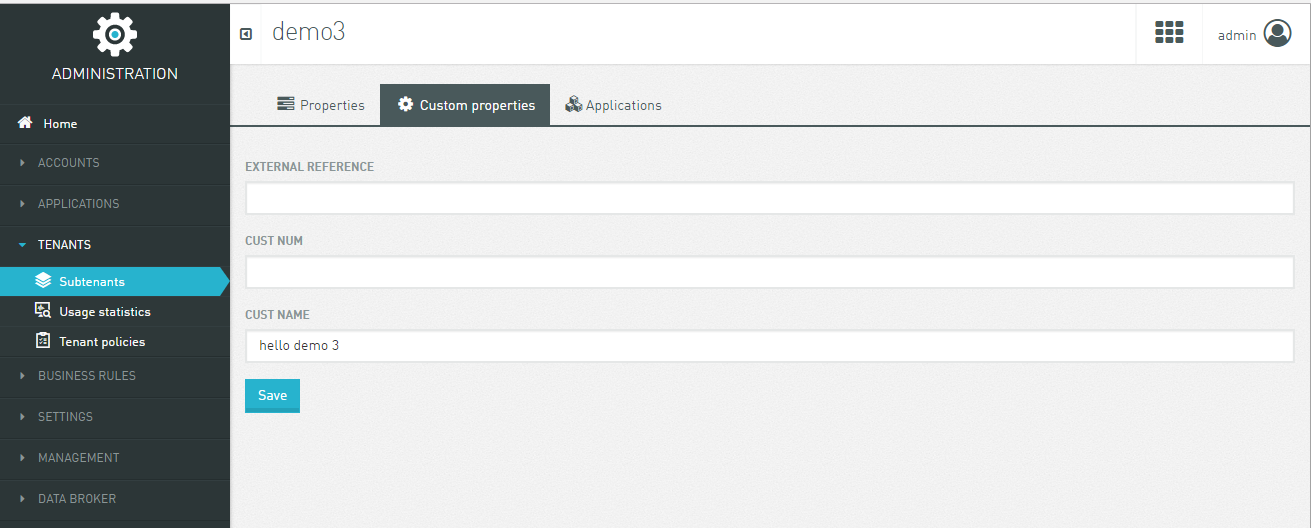 ADMINISTRATION
demo3
admin
Home
ACCOUNTS
APPLICATIONS
TENANTS
Subtenants
Usage statistics
Tenant policies
BUSINESS RULES
SETTINGS
MANAGEMENT
DATA BROKER
Properties Custom properties Applications
EXTERNAL REFERENCE
CUST NUM
CUST NAME
hello demo 3
Save